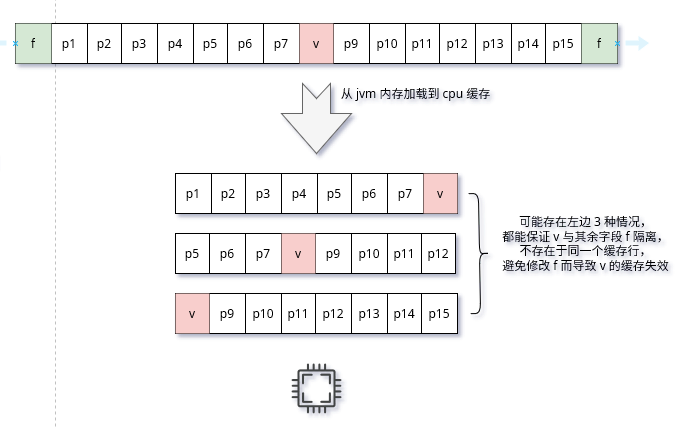 f p1 p2 p3 p4 p5 p6 p7 v p9 p10 p11 p12 p13 p14 p15 f
从 jvm 内存加载到 cpu 缓存
p1 p2 p3 p4 p5 p6 p7 v
p5 p6 p7 v p9 p10 p11 p12
v p9 p10 p11 p12 p13 p14 p15
可能存在左边 3 种情况，
都能保证 v 与其余字段 f 隔离，
不存在于同一个缓存行，
避免修改 f 而导致 v 的缓存失效